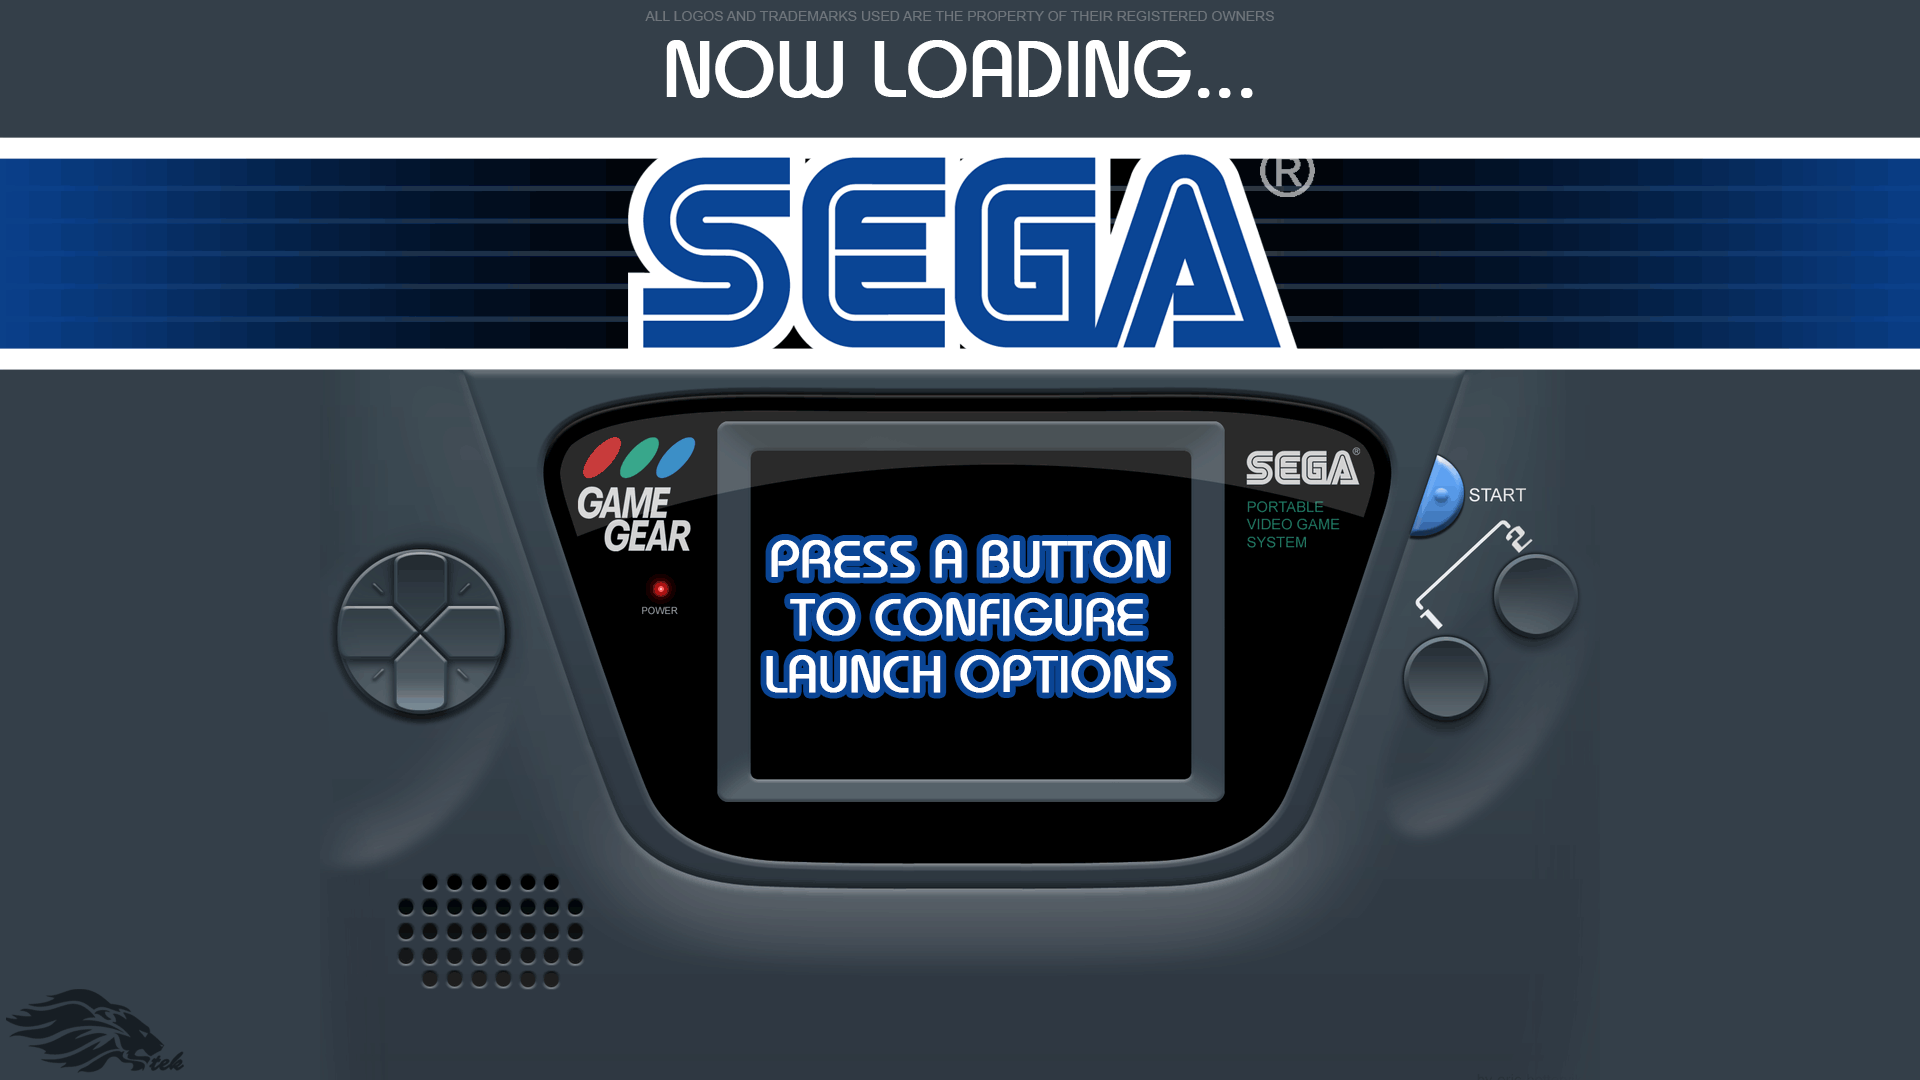 ALL LOGOS AND TRADEMARKS USED ARE THE PROPERTY OF THEIR REGISTERED OWNERS
NOW LOADING...
SEGA®
GAME
GEAR
POWER
PRESS A BUTTON
TO CONFIGURE
LAUNCH OPTIONS
SEGA®
PORTABLE
VIDEO GAME
SYSTEM
START
2
1
tek